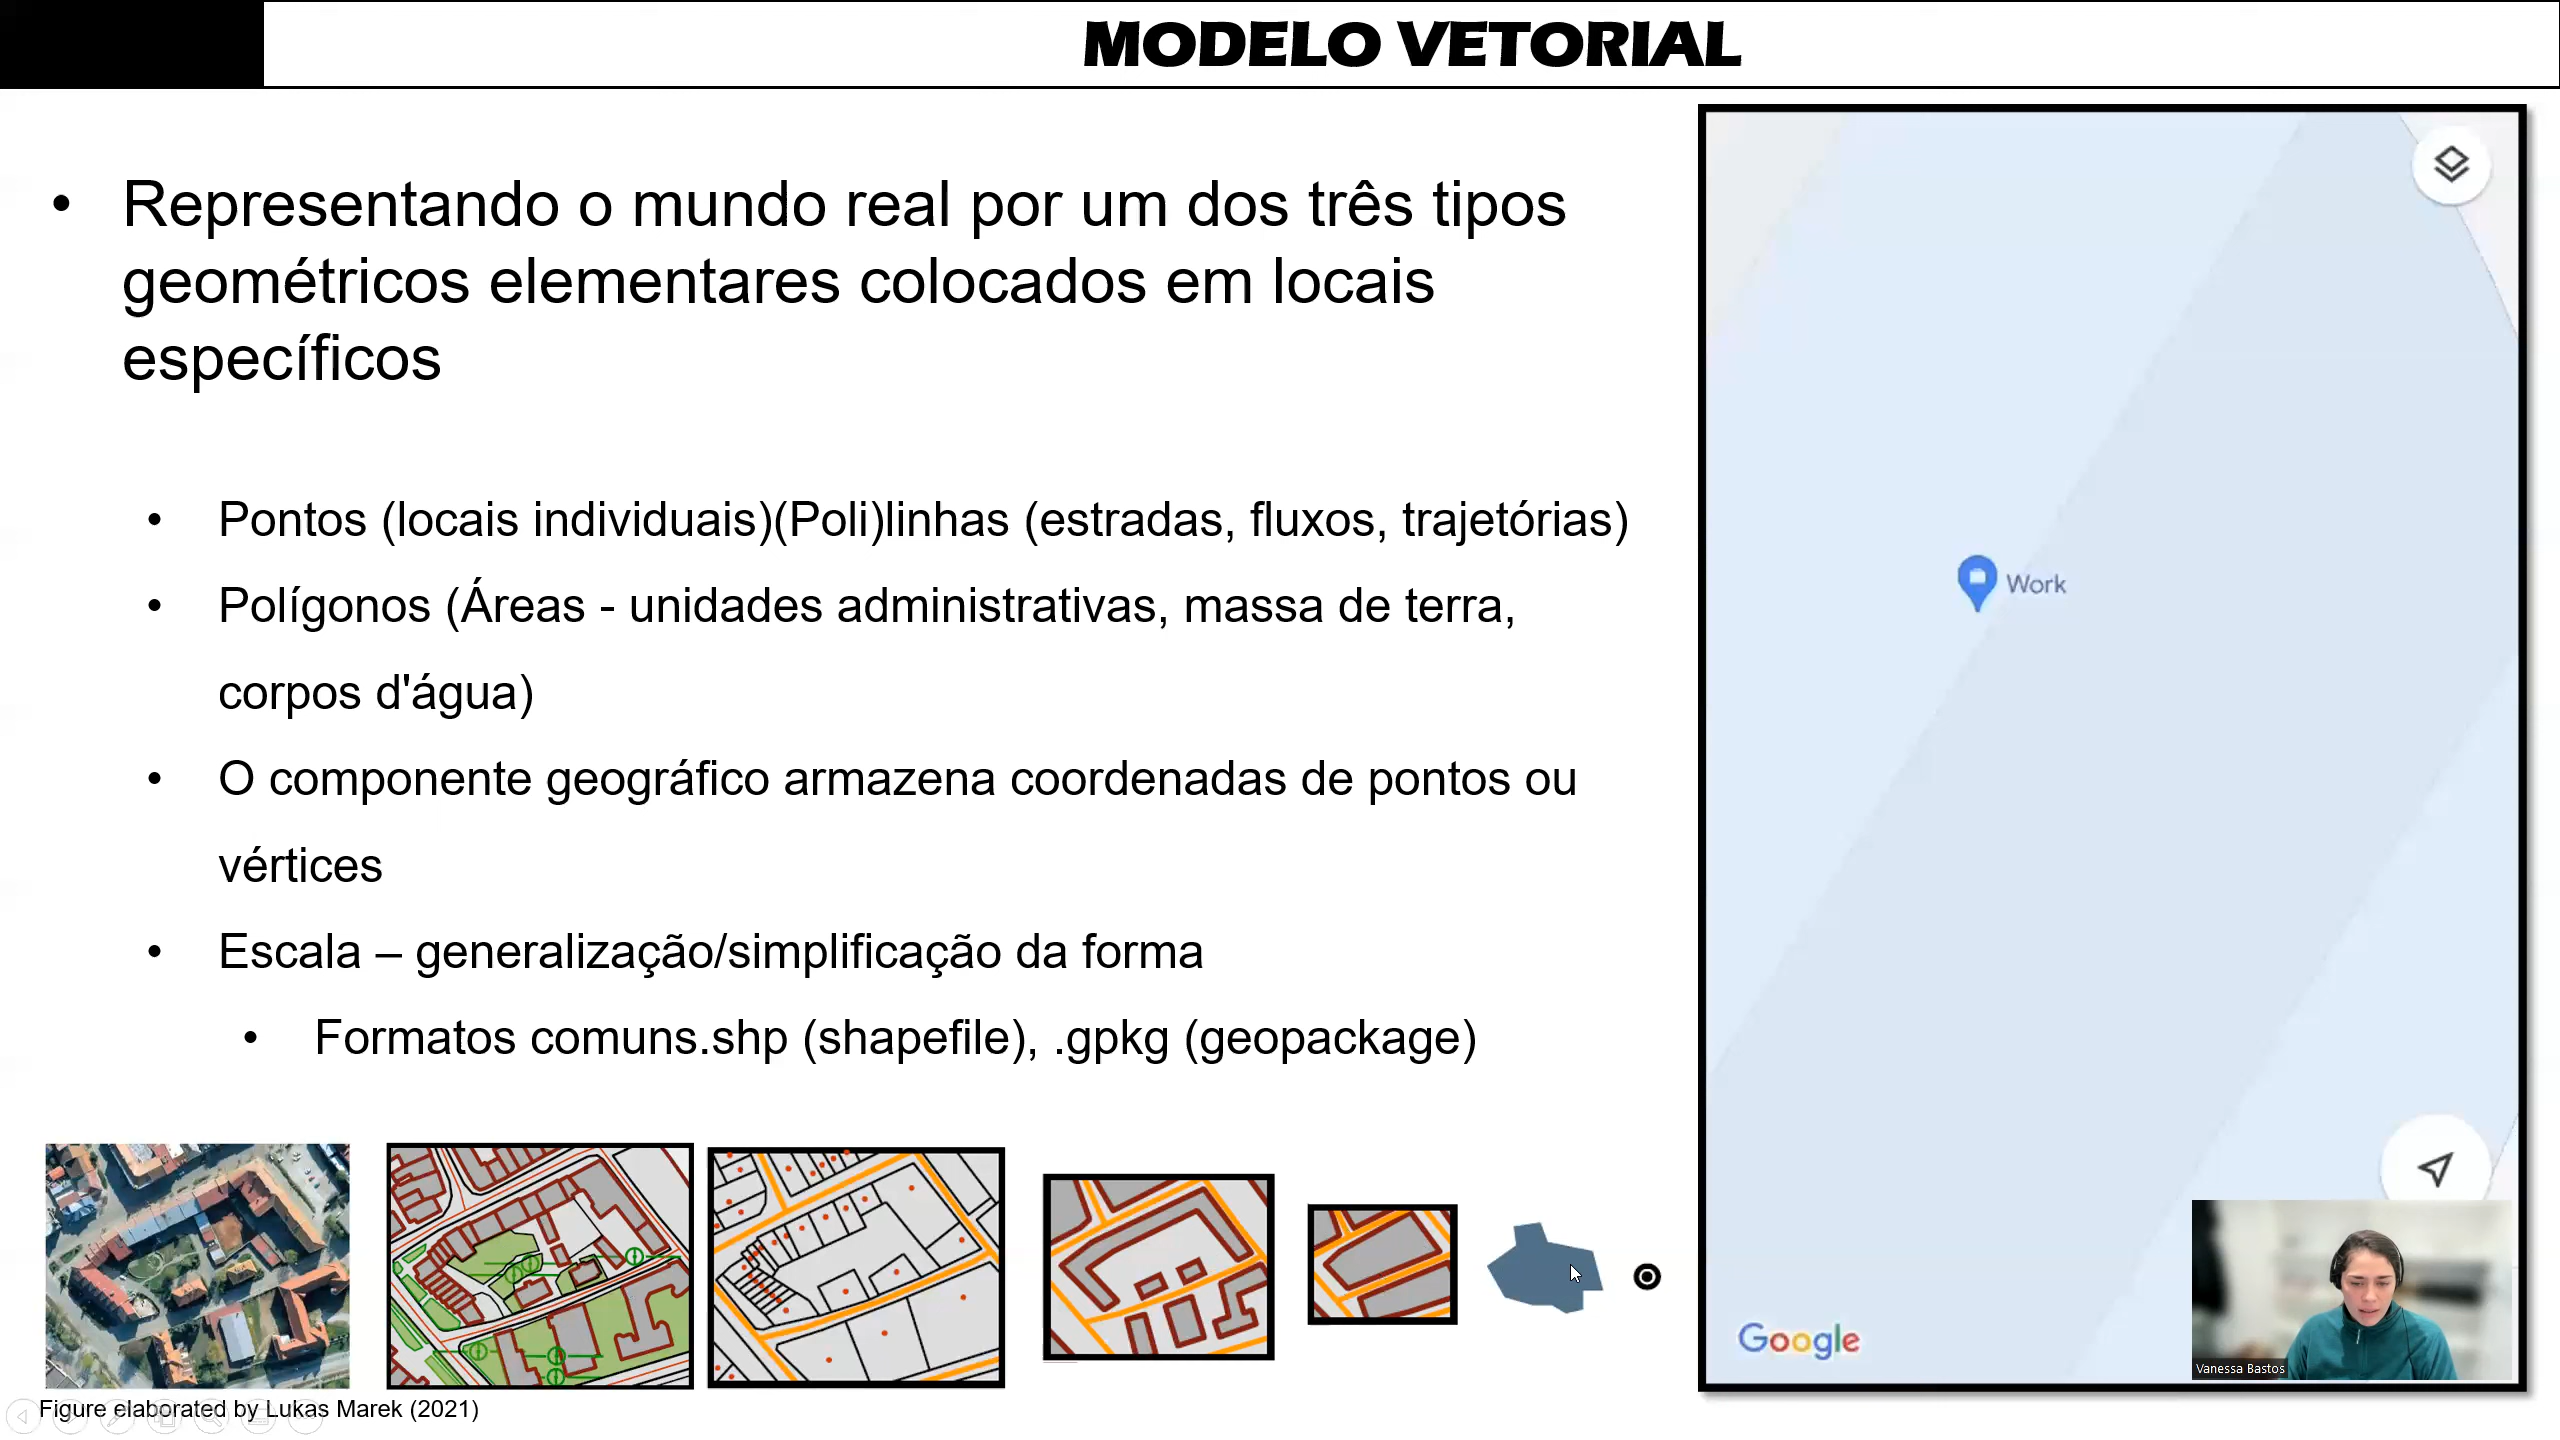 MODELO VETORIAL
• Representando o mundo real por um dos três tipos
geométricos elementares colocados em locais
específicos
• Pontos (locais individuais)(Poli)linhas (estradas, fluxos, trajetórias)
• Polígonos (Áreas - unidades administrativas, massa de terra,
corpos d'água)
• O componente geográfico armazena coordenadas de pontos ou
vértices
• Escala – generalização/simplificação da forma
• Formatos comuns.shp (shapefile), .gpkg (geopackage)
Figure elaborated by Lukas Marek (2021)
Work
Google
Vanessa Bastos